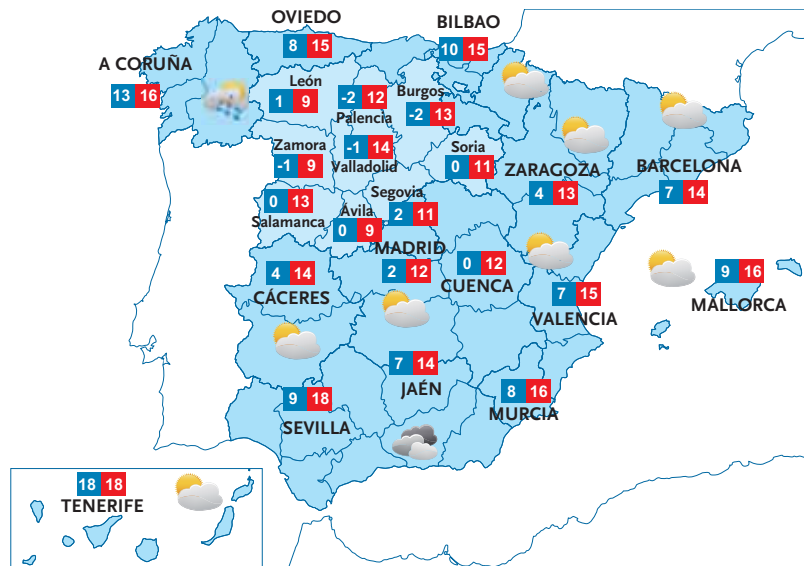 OVIEDO
8 15
BILBAO
10 15
A CORUÑA
13 16
León
1 9
-2 12
Palencia
Burgos
-2 13
Zamora
-1 9
-1 14
Valladolid
Soria
0 11
ZARAGOZA
4 13
BARCELONA
7 14
0 13
Salamanca
Ávila
0 9
Segovia
2 11
MADRID
2 12
0 12
CUENCA
4 14
CÁCERES
7 15
VALENCIA
9 16
MALLORCA
7 14
JAÉN
9 18
SEVILLA
8 16
MURCIA
18 18
TENERIFE